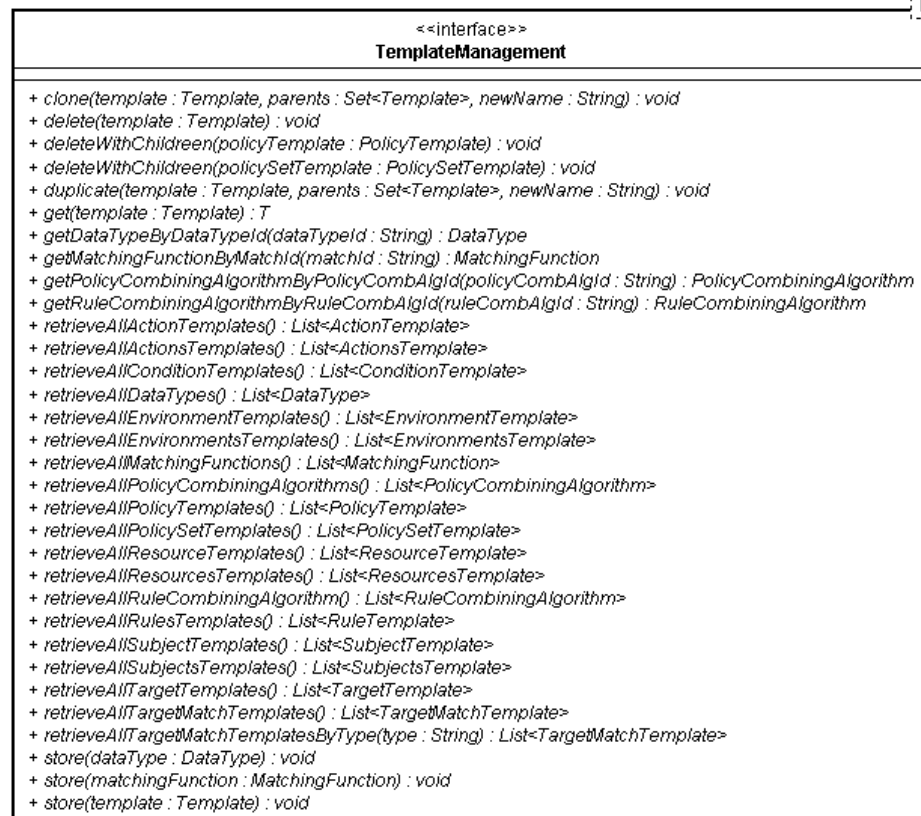 <<interface>>
TemplateManagement
+ clone(template : Template, parents : Set<Template>, newName : String) : void
+ delete(template : Template) : void
+ deleteWithChildreen(policyTemplate : PolicyTemplate) : void
+ deleteWithChildreen(policySetTemplate : PolicySetTemplate) : void
+ duplicate(template : Template, parents : Set<Template>, newName : String) : void
+ get(template : Template) : T
+ getDataTypeByDataTypeId(dataTypeId : String) : DataType
+ getMatchingFunctionByMatchId(matchId : String) : MatchingFunction
+ getPolicyCombiningAlgorithmByPolicyCombAlgId(policyCombAlgId : String) : PolicyCombiningAlgorithm
+ getRuleCombiningAlgorithmByRuleCombAlgId(ruleCombAlgId : String) : RuleCombiningAlgorithm
+ retrieveAllActionTemplates() : List<ActionTemplate>
+ retrieveAllActionsTemplates() : List<ActionsTemplate>
+ retrieveAllConditionTemplates() : List<ConditionTemplate>
+ retrieveAllDataTypes() : List<DataType>
+ retrieveAllEnvironmentTemplates() : List<EnvironmentTemplate>
+ retrieveAllEnvironmentsTemplates() : List<EnvironmentsTemplate>
+ retrieveAllMatchingFunctions() : List<MatchingFunction>
+ retrieveAllPolicyCombiningAlgorithms() : List<PolicyCombiningAlgorithm>
+ retrieveAllPolicyTemplates() : List<PolicyTemplate>
+ retrieveAllPolicySetTemplates() : List<PolicySetTemplate>
+ retrieveAllResourceTemplates() : List<ResourceTemplate>
+ retrieveAllResourcesTemplates() : List<ResourcesTemplate>
+ retrieveAllRuleCombiningAlgorithm() : List<RuleCombiningAlgorithm>
+ retrieveAllRulesTemplates() : List<RuleTemplate>
+ retrieveAllSubjectTemplates() : List<SubjectTemplate>
+ retrieveAllSubjectsTemplates() : List<SubjectsTemplate>
+ retrieveAllTargetTemplates() : List<TargetTemplate>
+ retrieveAllTargetMatchTemplates() : List<TargetMatchTemplate>
+ retrieveAllTargetMatchTemplatesByType(type : String) : List<TargetMatchTemplate>
+ store(dataType : DataType) : void
+ store(matchingFunction : MatchingFunction) : void
+ store(template : Template) : void